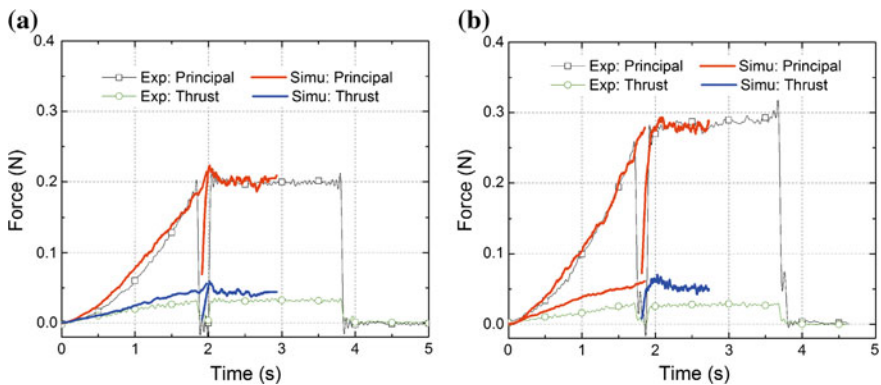 (a)
0.4
0.3
0.2
0.1
0.0
Force (N)
Exp: Principal
Simu: Principal
Exp: Thrust
Simu: Thrust
0 1 2 3 4 5
Time (s)
(b)
0.4
0.3
0.2
0.1
0.0
Force (N)
Exp: Principal
Simu: Principal
Exp: Thrust
Simu: Thrust
0 1 2 3 4 5
Time (s)